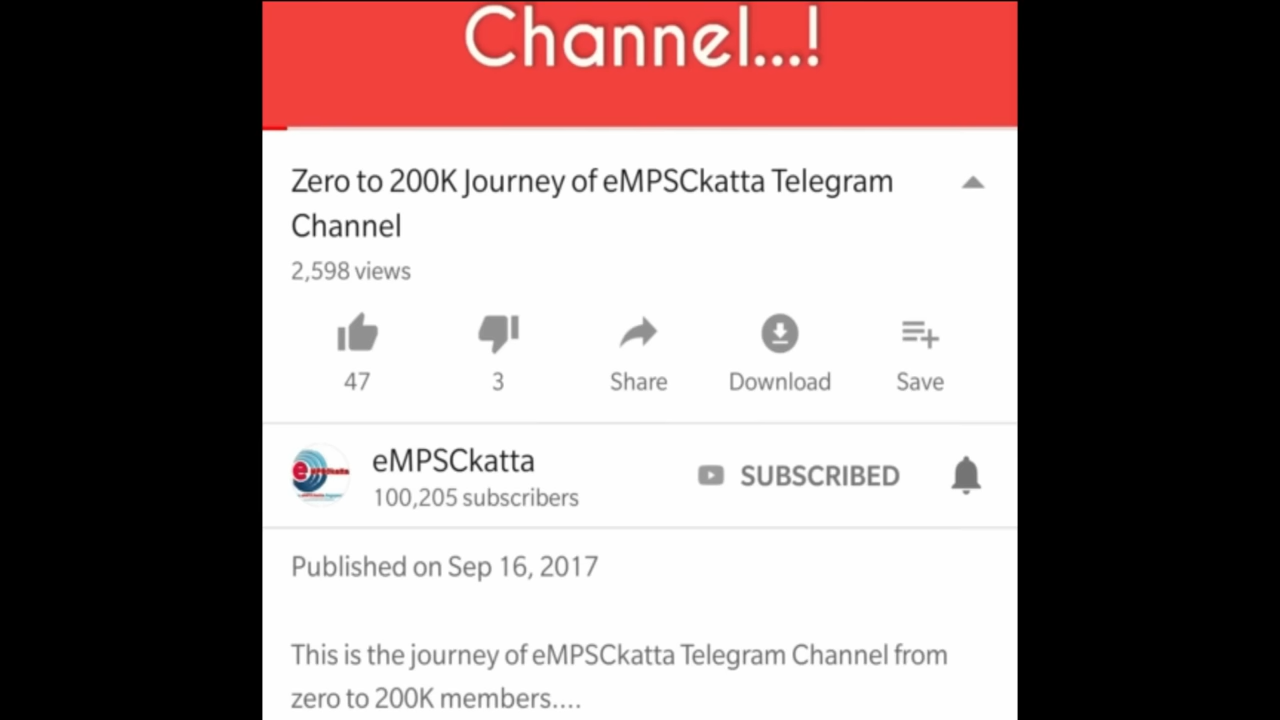 Channel...!
Zero to 200K Journey of eMPSCkatta Telegram
Channel
2,598 views
47
3
Share
Download
Save
eMPSCkatta
100,205 subscribers
SUBSCRIBED
Published on Sep 16, 2017
This is the journey of eMPSCkatta Telegram Channel from
zero to 200K members....